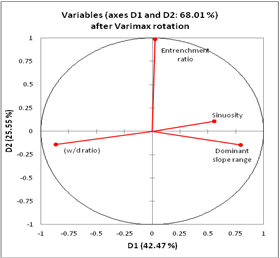 Variables (axes D1 and D2: 68.01 %)
after Varimax rotation
1
0.75
0.5
0.25
0
-0.25
-0.5
-0.75
-1
D2 (25.55 %)
Entrenchment
ratio
Sinuosity
(w/d ratio)
Dominant
slope range
-1 -0.75 -0.5 -0.25 0 0.25 0.5 0.75 1
D1 (42.47 %)